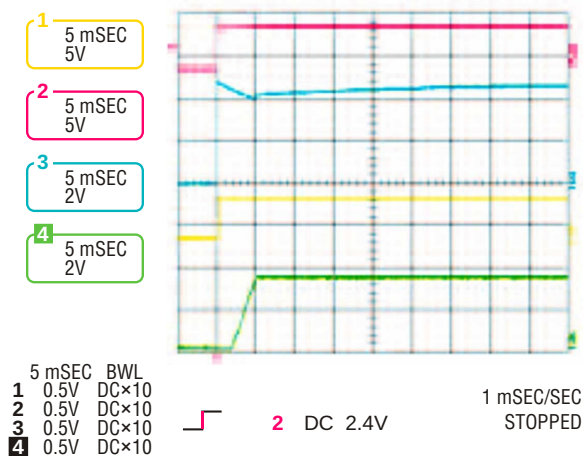 1
5 mSEC
5V
2
5 mSEC
5V
3
5 mSEC
2V
4
5 mSEC
2V
5 mSEC BWL
1 0.5V DC×10
2 0.5V DC×10
3 0.5V DC×10
4 0.5V DC×10
2 DC 2.4V
1 mSEC/SEC
STOPPED